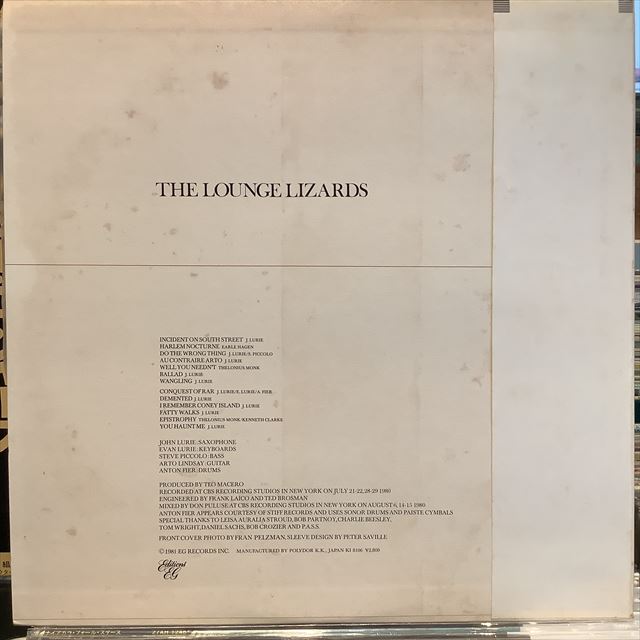 THE LOUNGE LIZARDS
INCIDENT ON SOUTH STREET J. LURIE
HARLEM NOCTURNE EARLE HAGEN
DO THE WRONG THING J. LURIE/S. PICCOLO
AU CONTRAIRE ARTO J. LURIE
WELL YOU NEEDN'T THELONIUS MONK
BALLAD J. LURIE
WANGLING J. LURIE
CONQUEST OF RAR J. LURIE/E. LURIE/A. FIER
DEMENTED J. LURIE
I REMEMBER CONEY ISLAND J. LURIE
FATTY WALKS J. LURIE
EPISTROPHY THELONIUS MONK/KENNETH CLARKE
YOU HAUNT ME J. LURIE
JOHN LURIE:SAXOPHONE
EVAN LURIE:KEYBOARDS
STEVE PICCOLO:BASS
ARTO LINDSAY:GUITAR
ANTON FIER:DRUMS
PRODUCED BY TEO MACERO
RECORDED AT CBS RECORDING STUDIOS IN NEW YORK ON JULY 21-22, 28-29 1980
ENGINEERED BY FRANK LAICO AND TED BROSMAN
MIXED BY DON PULUSE AT CBS RECORDING STUDIOS IN NEW YORK ON AUGUST 6, 14-15 1980
ANTON FIER APPEARS COURTESY OF STIFF RECORDS AND USES SONOR DRUMS AND PAISTE CYMBALS
SPECIAL THANKS TO LEISA AURALIA STROUD, BOB PARTNOY, CHARLIE BEESLEY,
TOM WRIGHT, DANIEL SACHS, BOB CROZIER AND P.A.S.S.
FRONT COVER PHOTO BY FRAN PELZMAN, SLEEVE DESIGN BY PETER SAVILLE
© 1981 EG RECORDS INC. MANUFACTURED BY POLYDOR K.K., JAPAN KI 8106 ¥1,800
Editions EG